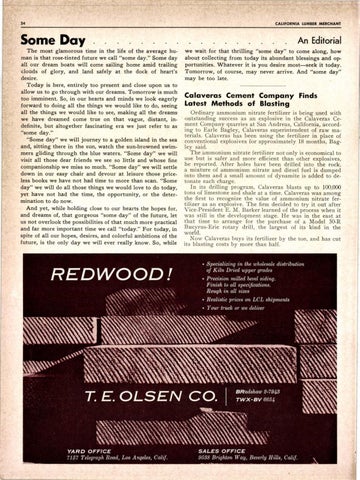 34
CALIFORNIA LUMBER MERCHANT
Some Day . . . . An Editorial
The most glamorous time in the life of the average hu-
man is that rose-tinted future we call "some day." Some day
all our dream boats will come sailing home amid trailing
clouds of glory, and land safely at the dock of heart's
desire.
Today is here, entirely too present and close upon us to
allow us to go through with our dreams. Tomorrow is much
too imminent. So, in our hearts and minds we look eagerly
forward to doing all the things we would like to do, seeing
all the things we would like to see, making all the dreams
we have dreamed come true on that vague, distant, in-
definite, but altogether fascinating era we just refer to as
"some day."
"Some day" we will journey to a golden island in the sea
and, sitting there in the sun, watch the sun-browned swim-
mers gliding through the blue waters. "Some day" we will
visit all those dear friends we see so little and whose fine
companionship we miss so much. "Some day" we will settle
down in our easy chair and devour at leisure those price-
less books we have not had time to more than scan. "Some
day" we will do all those things we would love to do today,
yet have not had the time, the opportunity, or the deter-
mination to do now.
And yet, while holding close to our hearts the hopes for,
and dreams of, that gorgeous "some day" of the future, let
us not overlook the possibilities of that much more practical
and far more important time we call "today." For today, in
spite of all our hopes, desires, and colorful ambitions of the
future, is the only day we will ever really know. So, while
we wait for that thrilling "some day" to come along, how
about collecting from today its abundant blessings and op-
portunities. Whatever it is you desire most—seek it today.
Tomorrow, of course, may never arrive. And "some day"
may be too late.
Calaveras Cement Company Finds
Latest Methods of Blasting
Ordinary ammonium nitrate fertilizer is being used with
outstanding success as an explosive in the Calaveras Ce-
ment Company's quarries at San Andreas, California, accord-
ing to Earle Bagley, Calaveras superintendent of raw ma-
terials. Calaveras has been using the fertilizer in place of
conventional explosives for approximately 18 months, Bag-
ley said.
The ammonium nitrate fertilizer not only is economical to
use but is safer and more efficient than other explosives,
he reported. After holes have been drilled into the rock,
a mixture of ammonium nitrate and diesel fuel is dumped
into them and a small amount of dynamite is added to de-
tonate each charge.
In its drilling program, Calaveras blasts up to 100,000
tons of limestone and shale at a time. Calaveras was among
the first to recognize the value of ammonium nitrate fer-
tilizer as an explosive. The firm decided to try it out after
Vice-President D. R. Marker learned of the process when it
was still in the development stage. He was in the east at
that time to arrange for the purchase of a Model 50-R
Bucyrus-Erie rotary drill, the largest of its kind in the
world.
Now Calaveras buys its fertilizer by the ton, and has cut
its blasting costs by more than half.
REDWOOD!
• Specializing in the wholesale distribution
of Kiln Dried upper grades
• Precision milled bevel siding.
Finish to all specifications.
Rough in all sizes
• Realistic prices on LCL shipments
• Your truck or we deliver
T. E. OLSEN CO.
BRadshaw 2-7943
TWX-BV 6654
YARD OFFICE
7137 Telegraph Road, Los Angeles, Calif.
SALES OFFICE
9538 Brighton Way, Beverly Hills, Calif.